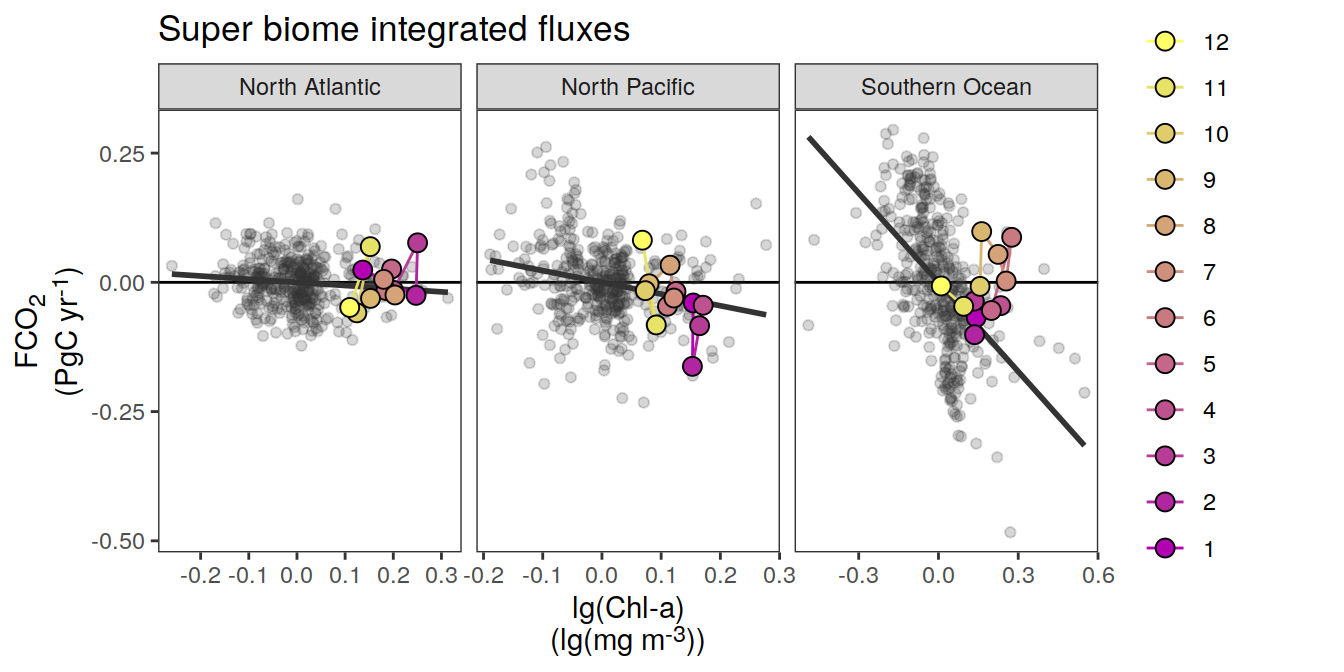 Super biome integrated fluxes
North Atlantic
North Pacific
Southern Ocean
FCO2
(PgC yr-1)
0.25
0.00
-0.25
-0.50
-0.2 -0.1 0.0 0.1 0.2 0.3
-0.2 -0.1 0.0 0.1 0.2 0.3
-0.3 0.0 0.3 0.6
lg(Chl-a)
(lg(mg m-3))
12
11
10
9
8
7
6
5
4
3
2
1